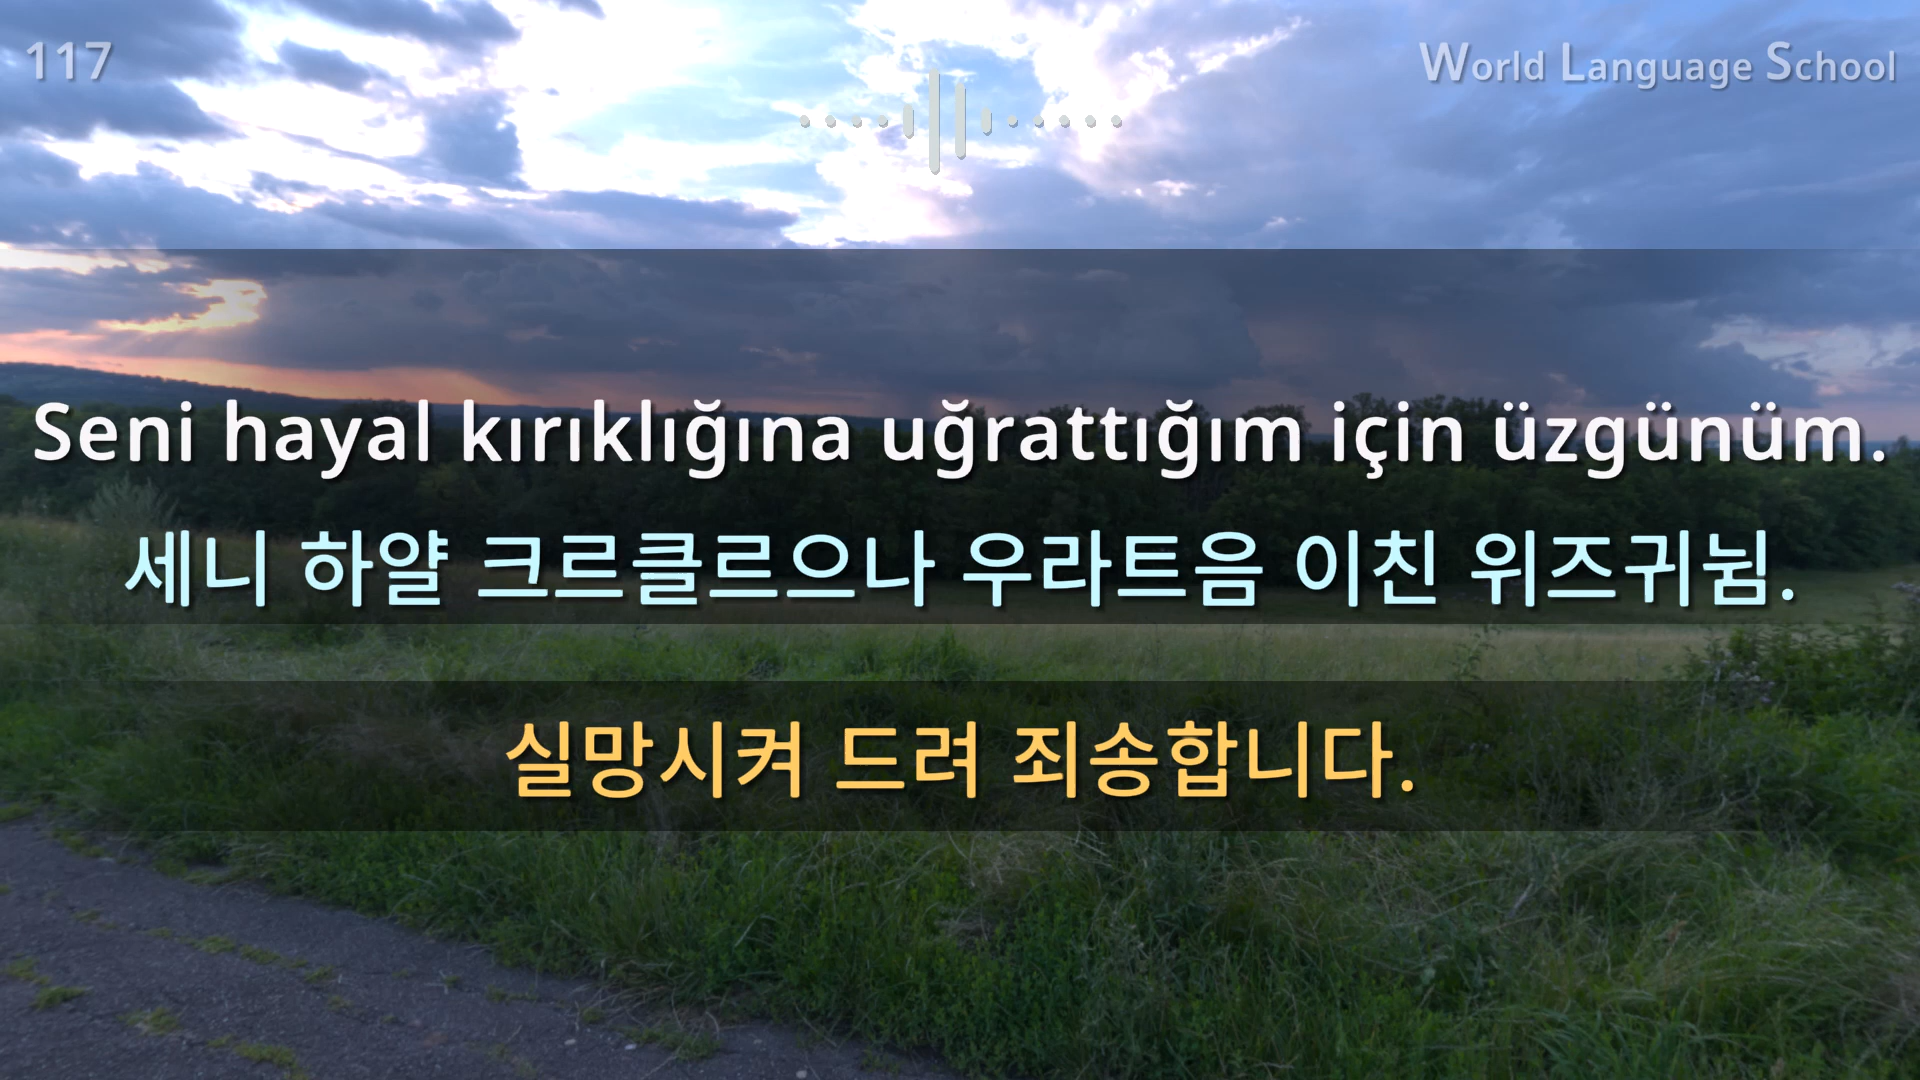 117
World Language School
Seni hayal kırıklığına uğrattığım için üzgünüm.
세니 하얄 크르클르으나 우라트음 이친 위즈귀뉨.
실망시켜 드려 죄송합니다.